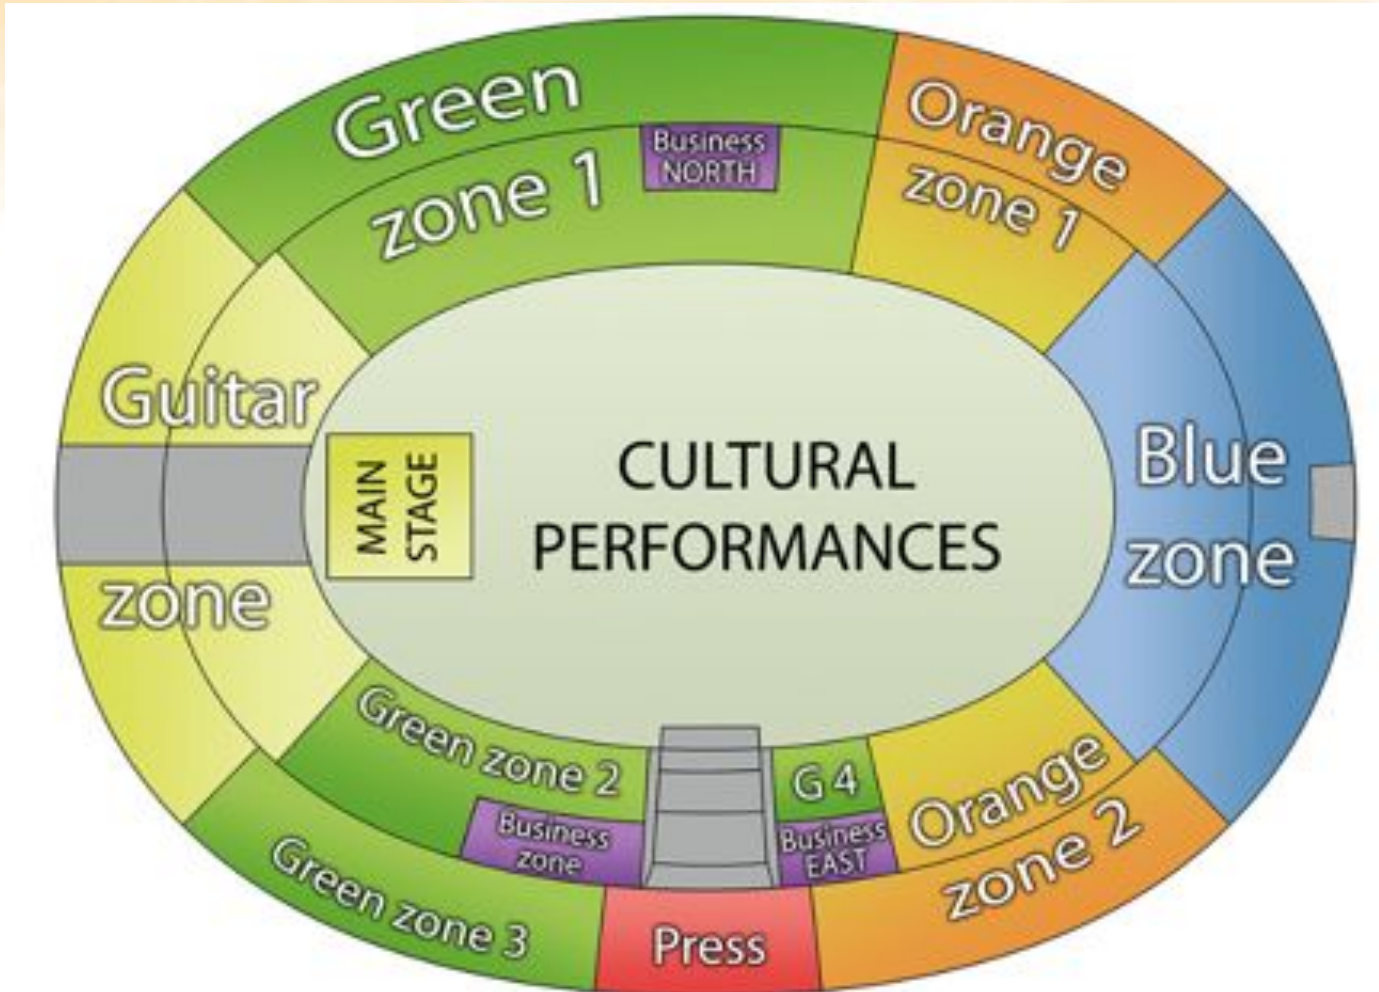 Green
zone 1
Business
NORTH
Orange
zone 1
Guitar
zone
MAIN
STAGE
CULTURAL
PERFORMANCES
Blue
zone
Green zone 2
Business
zone
G 4
Business
EAST
Orange
zone 2
Green zone 3
Press